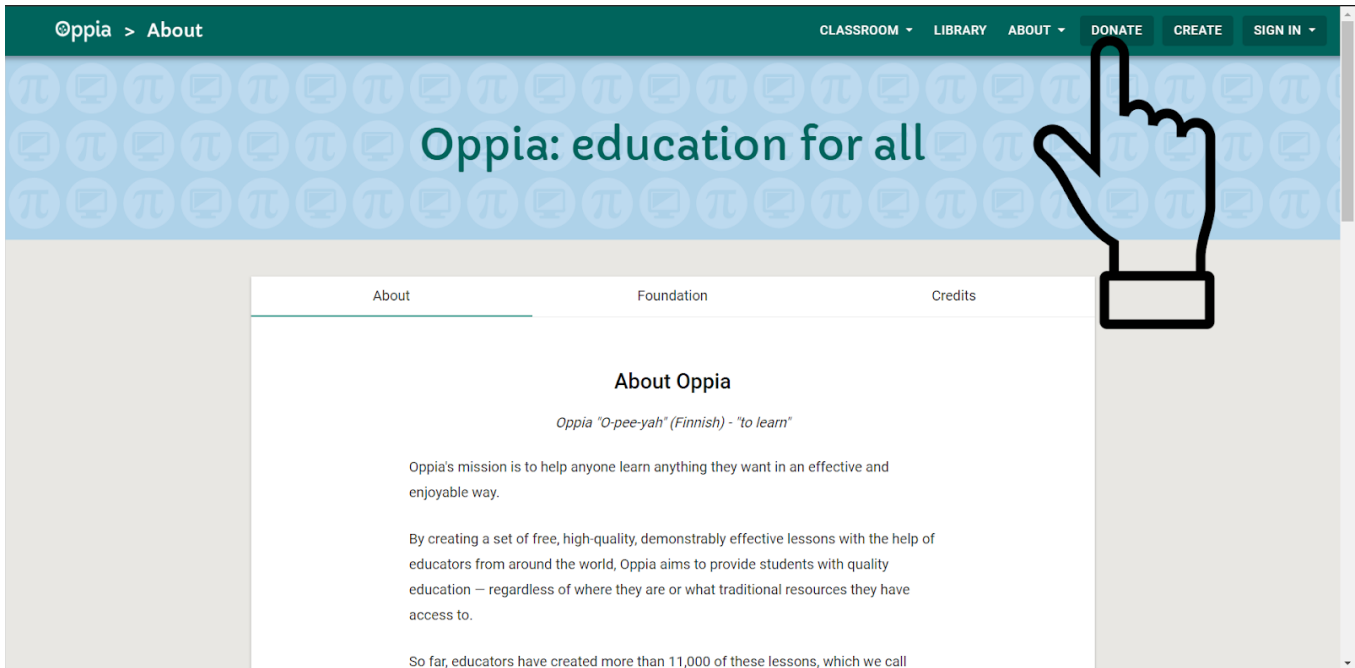 Oppia > About
CLASSROOM LIBRARY ABOUT DONATE CREATE SIGN IN
Oppia: education for all
About Foundation Credits
About Oppia
Oppia "O-pee-yah" (Finnish) - "to learn"
Oppia's mission is to help anyone learn anything they want in an effective and
enjoyable way.
By creating a set of free, high-quality, demonstrably effective lessons with the help of
educators from around the world, Oppia aims to provide students with quality
education — regardless of where they are or what traditional resources they have
access to.
So far, educators have created more than 11,000 of these lessons, which we call